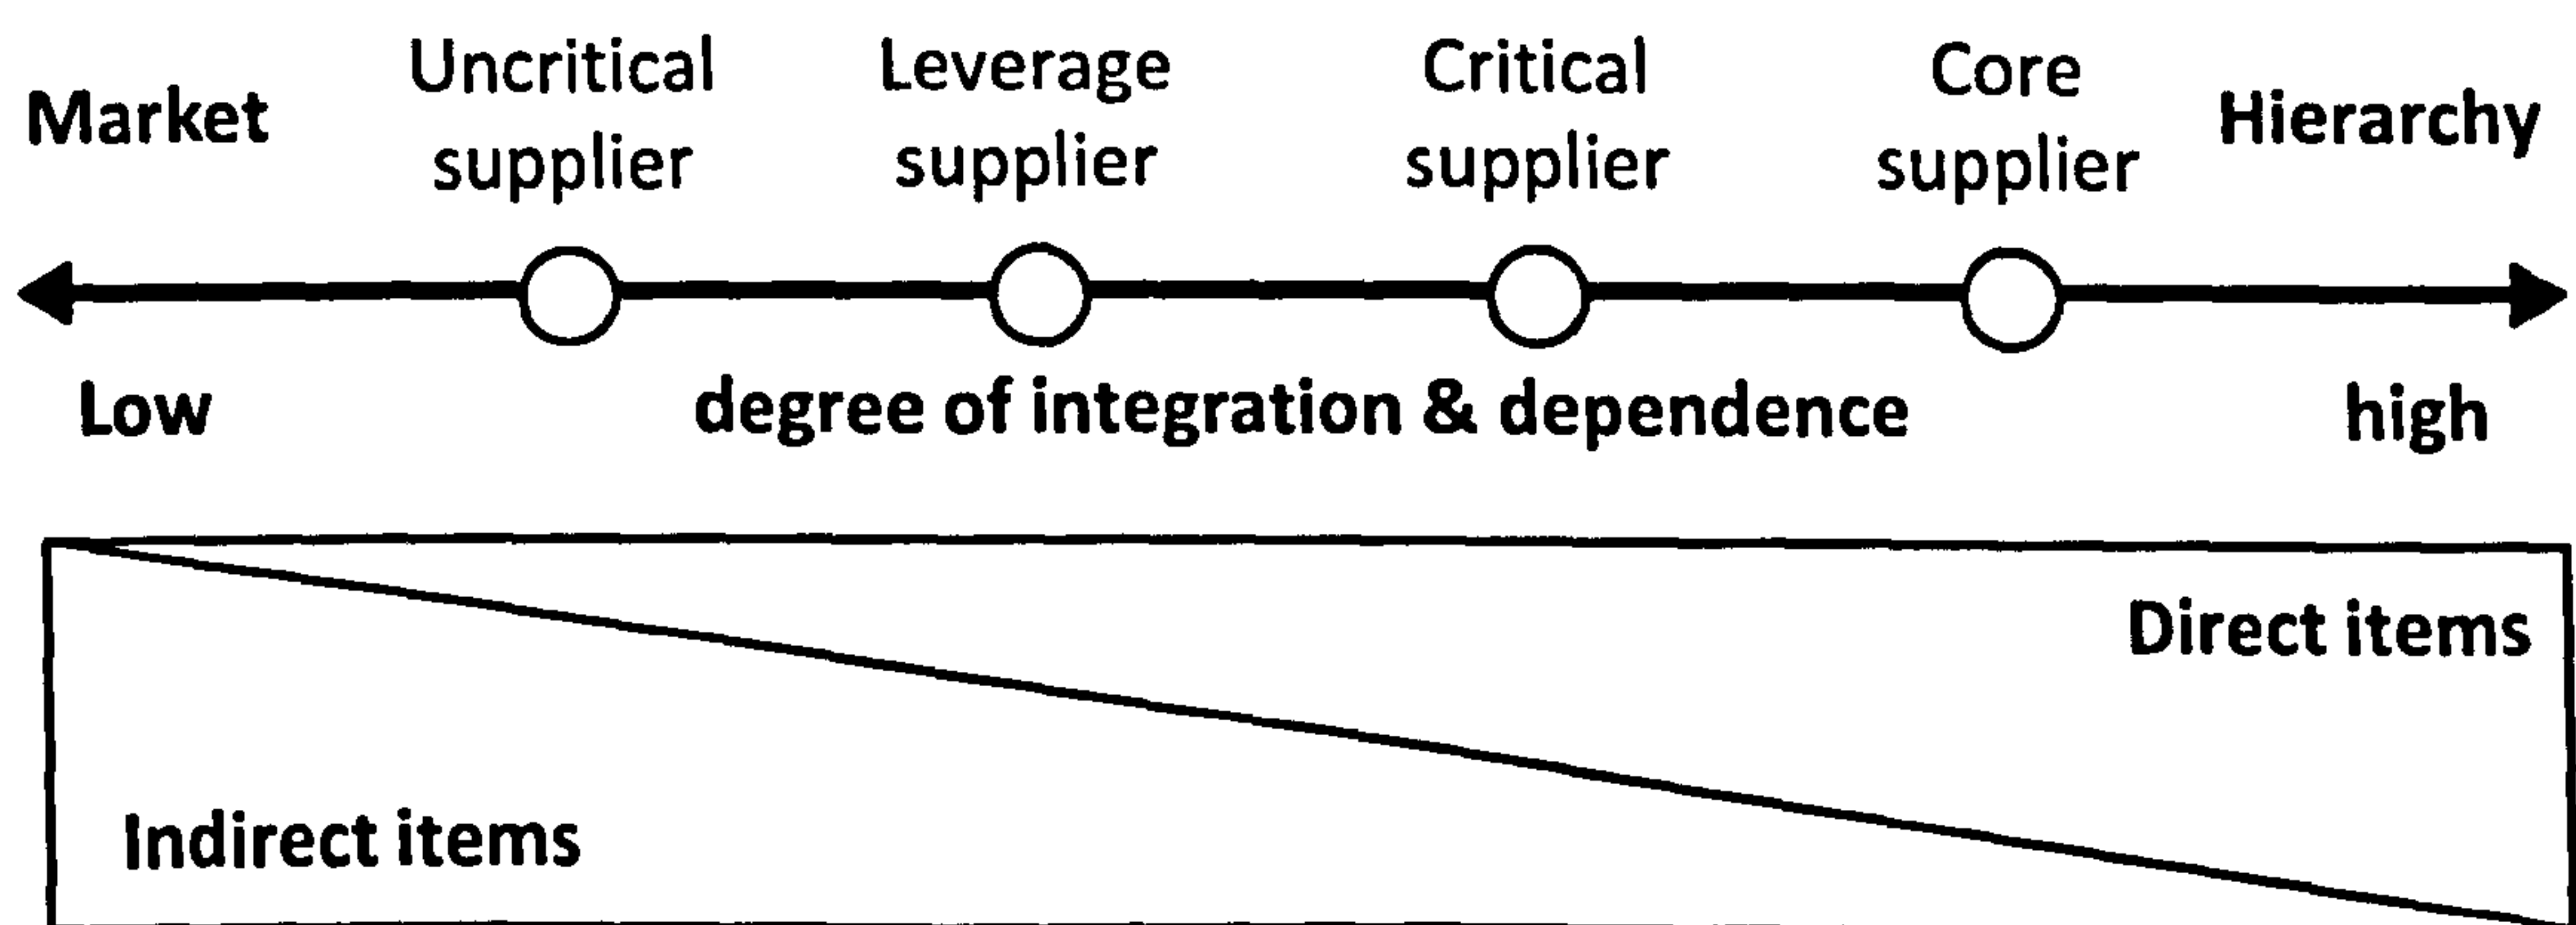 Market
Uncritical
supplier
Leverage
supplier
Critical
supplier
Core
supplier
Hierarchy
Low
degree of integration & dependence
high
Direct items
Indirect items